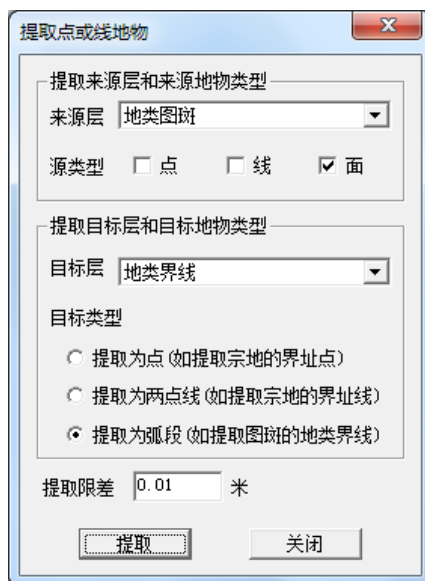 提取点或线地物
提取来源层和来源地物类型
来源层 地类图斑
源类型 点 线 面
提取目标层和目标地物类型
目标层 地类界线
目标类型
提取为点(如提取宗地的界址点)
提取为两点线(如提取宗地的界址线)
提取为弧段(如提取图斑的地类界线)
提取限差 0.01 米
提取 关闭